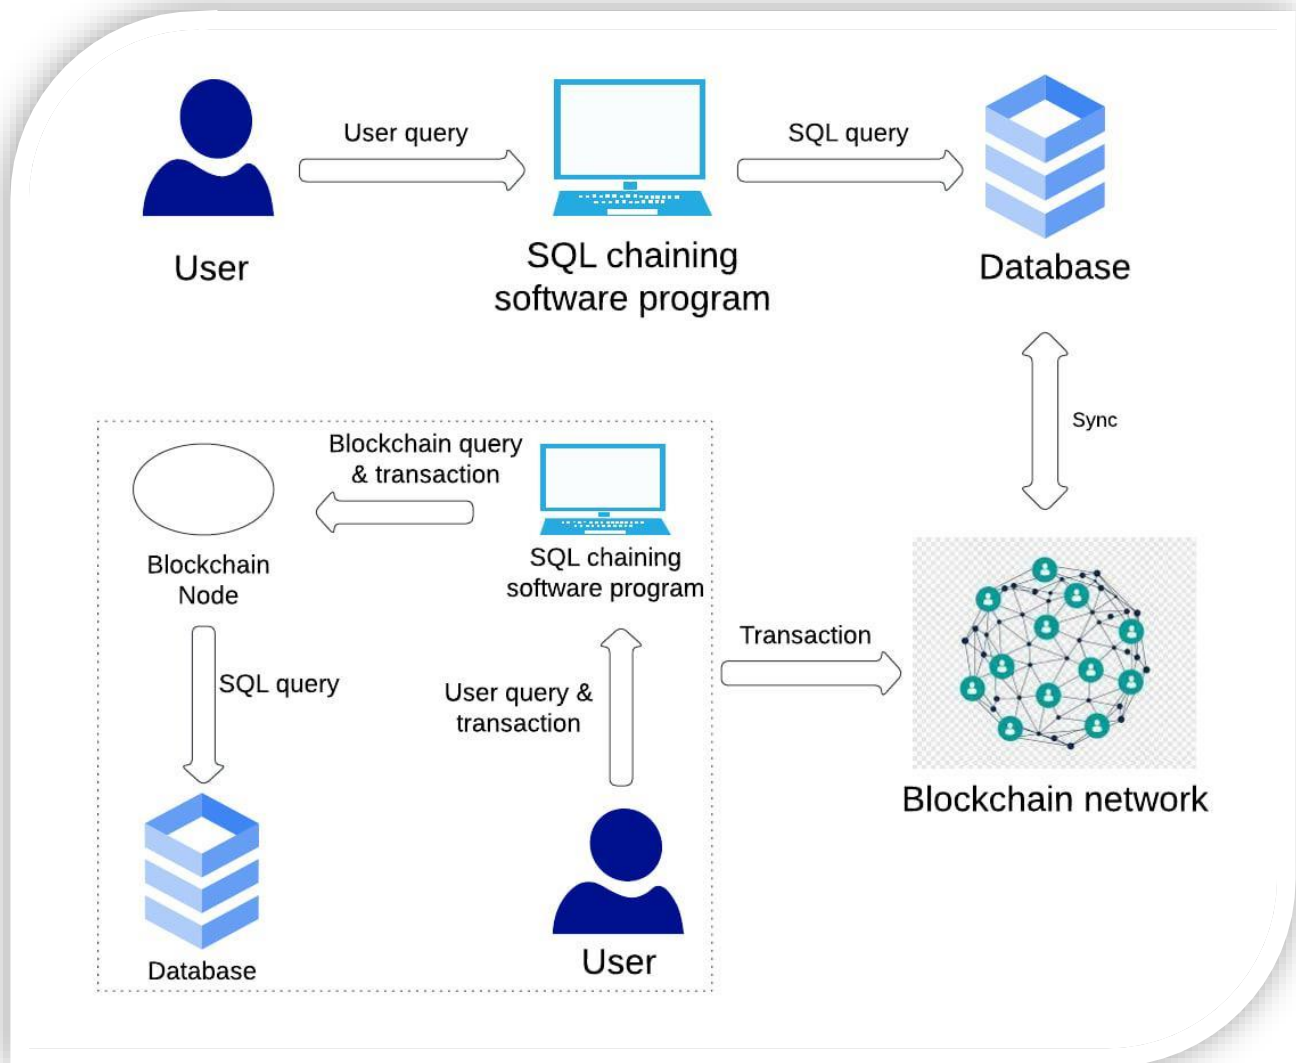 User query
SQL query
User
SQL chaining
software program
Database
Sync
Blockchain query
& transaction
Blockchain
Node
SQL chaining
software program
SQL query
User query &
transaction
Transaction
Database
User
Blockchain network